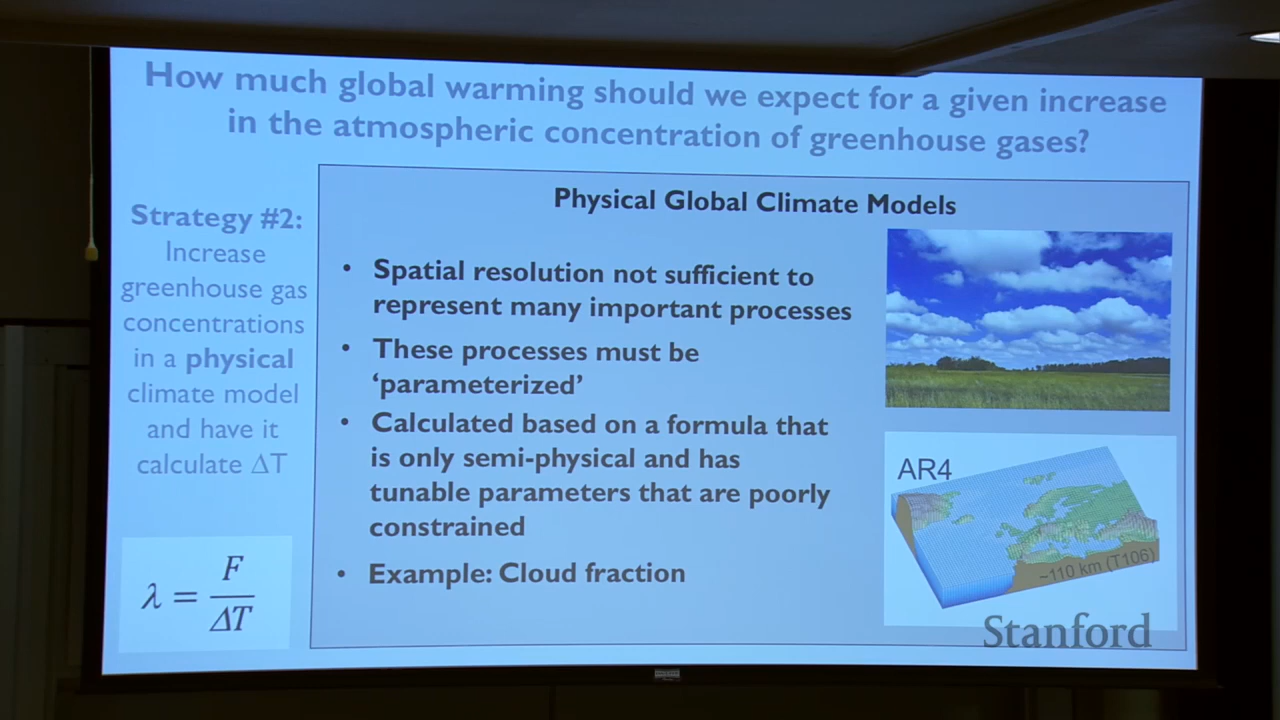 How much global warming should we expect for a given increase
in the atmospheric concentration of greenhouse gases?
Strategy #2:
Increase
greenhouse gas
concentrations
in a physical
climate model
and have it
calculate ΔT
λ = F / ΔT
Physical Global Climate Models
• Spatial resolution not sufficient to
represent many important processes
• These processes must be
‘parameterized’
• Calculated based on a formula that
is only semi-physical and has
tunable parameters that are poorly
constrained
• Example: Cloud fraction
AR4
~110 km (T106)
Stanford